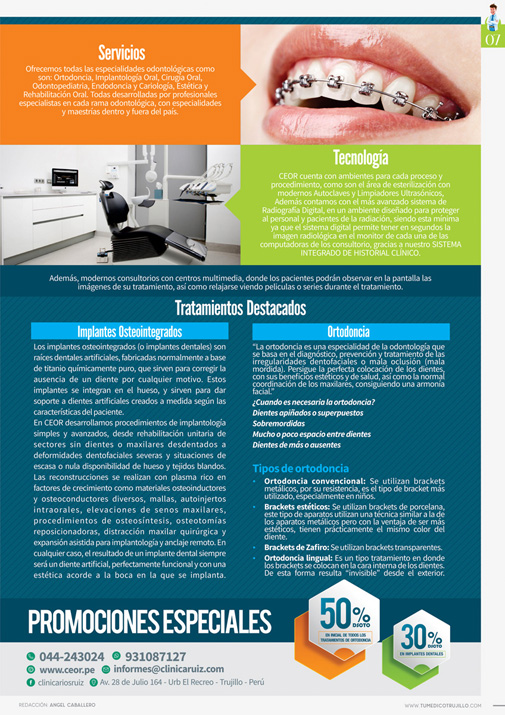 07
Servicios
Ofrecemos todas las especialidades odontológicas como
son: Ortodoncia, Implantología Oral, Cirugía Oral,
Odontopediatría, Endodoncia y Cariología, Estética y
Rehabilitación Oral. Todas desarrolladas por profesionales
especialistas en cada rama odontológica, con especialidades
y maestrías dentro y fuera del país.
Tecnología
CEOR cuenta con ambientes para cada proceso y
procedimiento, como son el área de esterilización con
modernos Autoclaves y Limpiadores Ultrasónicos,
Además contamos con el más avanzado sistema de
Radiografía Digital, en un ambiente diseñado para proteger
al personal y pacientes de la radiación, siendo esta mínima
ya que el sistema digital permite tener en segundos la
imagen radiológica en el monitor de cada una de las
computadoras de los consultorio, gracias a nuestro SISTEMA
INTEGRADO DE HISTORIAL CLÍNICO.
Además, modernos consultorios con centros multimedia, donde los pacientes podrán observar en la pantalla las
imágenes de su tratamiento, así como relajarse viendo películas o series durante el tratamiento.
Tratamientos Destacados
Implantes Osteointegrados
Los implantes osteointegrados (o implantes dentales) son
raíces dentales artificiales, fabricadas normalmente a base
de titanio químicamente puro, que sirven para corregir la
ausencia de un diente por cualquier motivo. Estos
implantes se integran en el hueso, y sirven para dar
soporte a dientes artificiales creados a medida según las
características del paciente.
En CEOR desarrollamos procedimientos de implantología
simples y avanzados, desde rehabilitación unitaria de
sectores sin dientes o maxilares desdentados a
deformidades dentofaciales severas y situaciones de
escasa o nula disponibilidad de hueso y tejidos blandos.
Las reconstrucciones se realizan con plasma rico en
factores de crecimiento como materiales osteoinductores
y osteoconductores diversos, mallas, autoinjertos
intraorales, elevaciones de senos maxilares,
procedimientos de osteosíntesis, osteotomías
reposicionadoras, distracción maxilar quirúrgica y
expansión asistida para implantología y anclaje remoto. En
cualquier caso, el resultado de un implante dental siempre
será un diente artificial, perfectamente funcional y con una
estética acorde a la boca en la que se implanta.
Ortodoncia
"La ortodoncia es una especialidad de la odontología que
se basa en el diagnóstico, prevención y tratamiento de las
irregularidades dentofaciales o mala oclusión (mala
mordida). Persigue la perfecta colocación de los dientes,
con sus beneficios estéticos y de salud, así como la normal
coordinación de los maxilares, consiguiendo una armonía
facial."
¿Cuando es necesaria la ortodoncia?
Dientes apiñados o superpuestos
Sobremordidas
Mucho o poco espacio entre dientes
Dientes de más o ausentes
Tipos de ortodoncia
• Ortodoncia convencional: Se utilizan brackets
metálicos, por su resistencia, es el tipo de bracket más
utilizado, especialmente en niños.
• Brackets estéticos: Se utilizan brackets de porcelana,
este tipo de aparatos utilizan una técnica similar a la de
los aparatos metálicos pero con la ventaja de ser más
estéticos, tienen prácticamente el mismo color del
diente.
• Brackets de Zafiro: Se utilizan brackets transparentes.
• Ortodoncia lingual: Es un tipo tratamiento en donde
los brackets se colocan en la cara interna de los dientes.
De esta forma resulta "invisible" desde el exterior.
PROMOCIONES ESPECIALES
50% DSCTO
EN INICIAL DE TODOS LOS
TRATAMIENTOS DE ORTODONCIA
30% DSCTO
EN IMPLANTES DENTALES
044-243024 931087127
www.ceor.pe informes@clinicaruiz.com
clinicariosruiz Av. 28 de Julio 164 - Urb El Recreo - Trujillo - Perú
REDACCIÓN: ANGEL CABALLERO
WWW.TUMEDICOTRUJILLO.COM